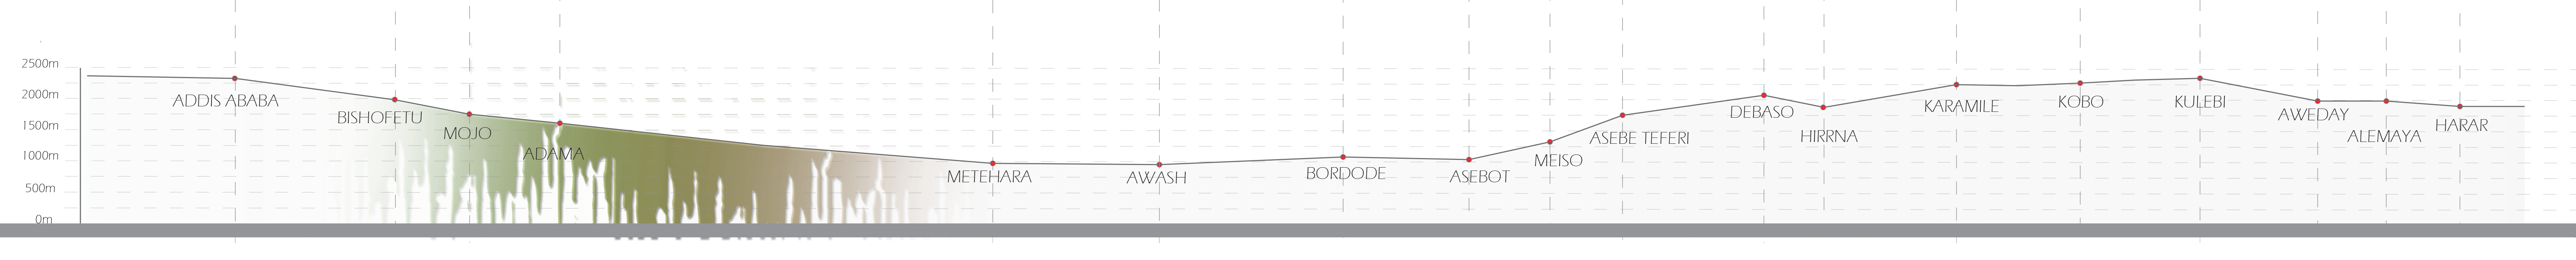 2500m
2000m
1500m
1000m
500m
0m
ADDIS ABABA
BISHOFETU
MOJO
ADAMA
METEHARA
AWASH
BORDODE
ASEBOT
MEISO
ASEBE TEFERI
DEBASO
HIRRNA
KARAMILE
KOBO
KULEBI
AWEDAY
ALEMAYA
HARAR